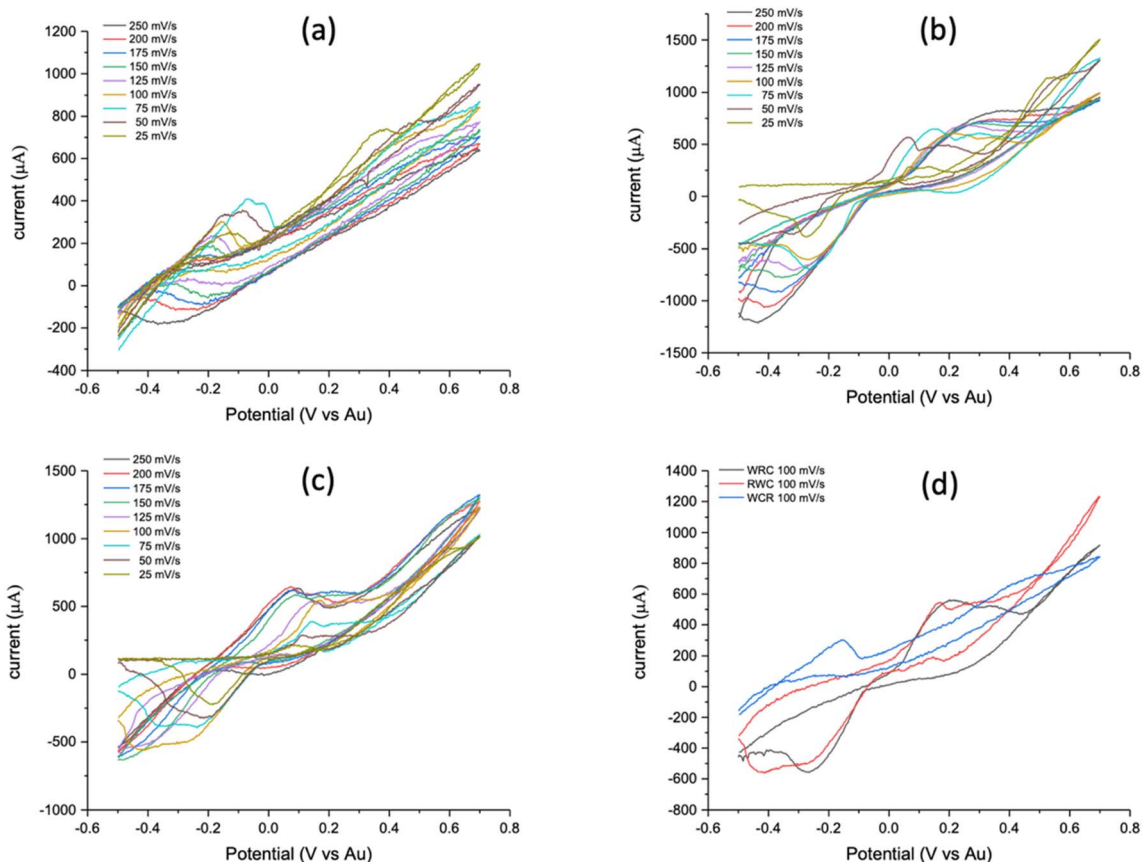 (a)
250 mV/s
200 mV/s
175 mV/s
150 mV/s
125 mV/s
100 mV/s
75 mV/s
50 mV/s
25 mV/s
1200
1000
800
600
400
200
0
-200
-400
current (μA)
-0.6 -0.4 -0.2 0.0 0.2 0.4 0.6 0.8
Potential (V vs Au)
(b)
250 mV/s
200 mV/s
175 mV/s
150 mV/s
125 mV/s
100 mV/s
75 mV/s
50 mV/s
25 mV/s
1500
1000
500
0
-500
-1000
-1500
current (μA)
-0.6 -0.4 -0.2 0.0 0.2 0.4 0.6 0.8
Potential (V vs Au)
(c)
250 mV/s
200 mV/s
175 mV/s
150 mV/s
125 mV/s
100 mV/s
75 mV/s
50 mV/s
25 mV/s
1500
1000
500
0
-500
-1000
current (μA)
-0.6 -0.4 -0.2 0.0 0.2 0.4 0.6 0.8
Potential (V vs Au)
(d)
WRC 100 mV/s
RWC 100 mV/s
WCR 100 mV/s
1400
1200
1000
800
600
400
200
0
-200
-400
-600
-800
current (μA)
-0.6 -0.4 -0.2 0.0 0.2 0.4 0.6 0.8
Potential (V vs Au)